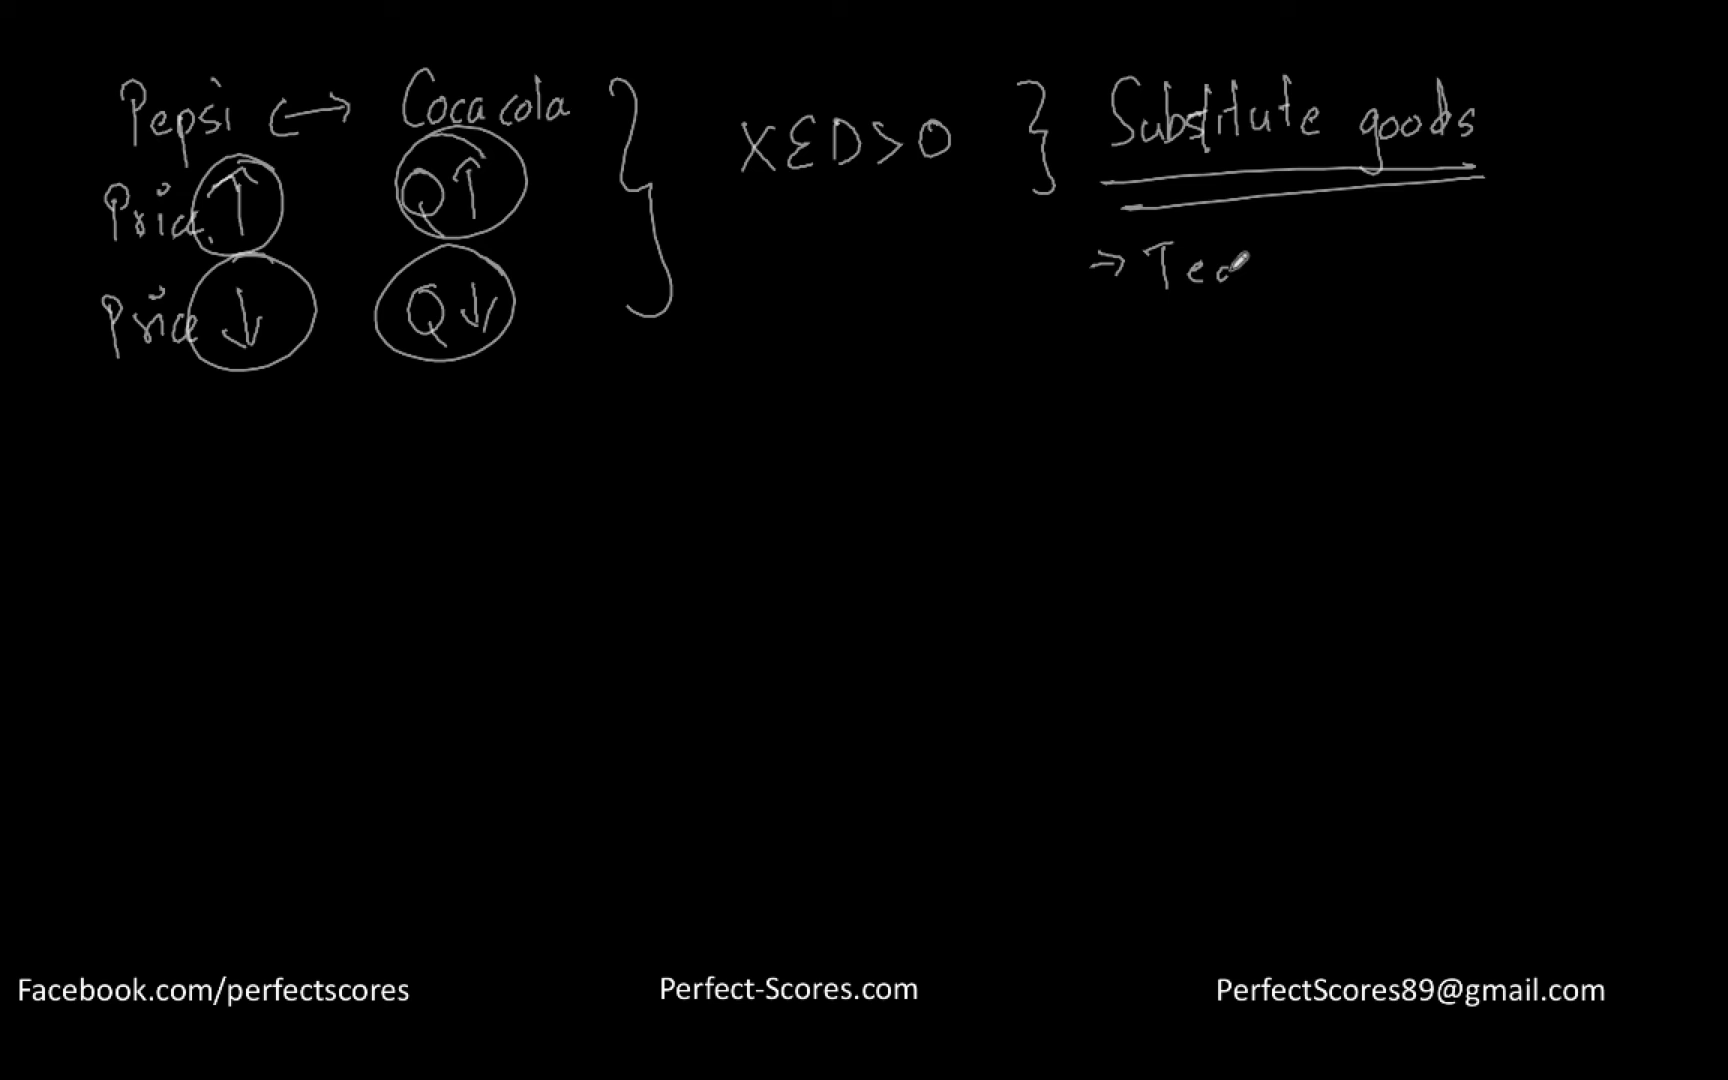 Pepsi ↔ Coca cola } XED>0 } Substitute goods
Price ↑ Q↑
→ Tea
Price ↓ Q↓
Facebook.com/perfectscores Perfect-Scores.com PerfectScores89@gmail.com